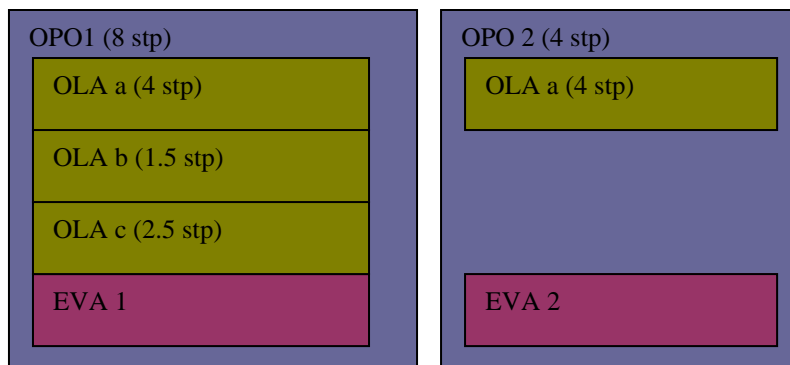 OPO1 (8 stp)
OLA a (4 stp)
OLA b (1.5 stp)
OLA c (2.5 stp)
EVA 1
OPO 2 (4 stp)
OLA a (4 stp)
EVA 2